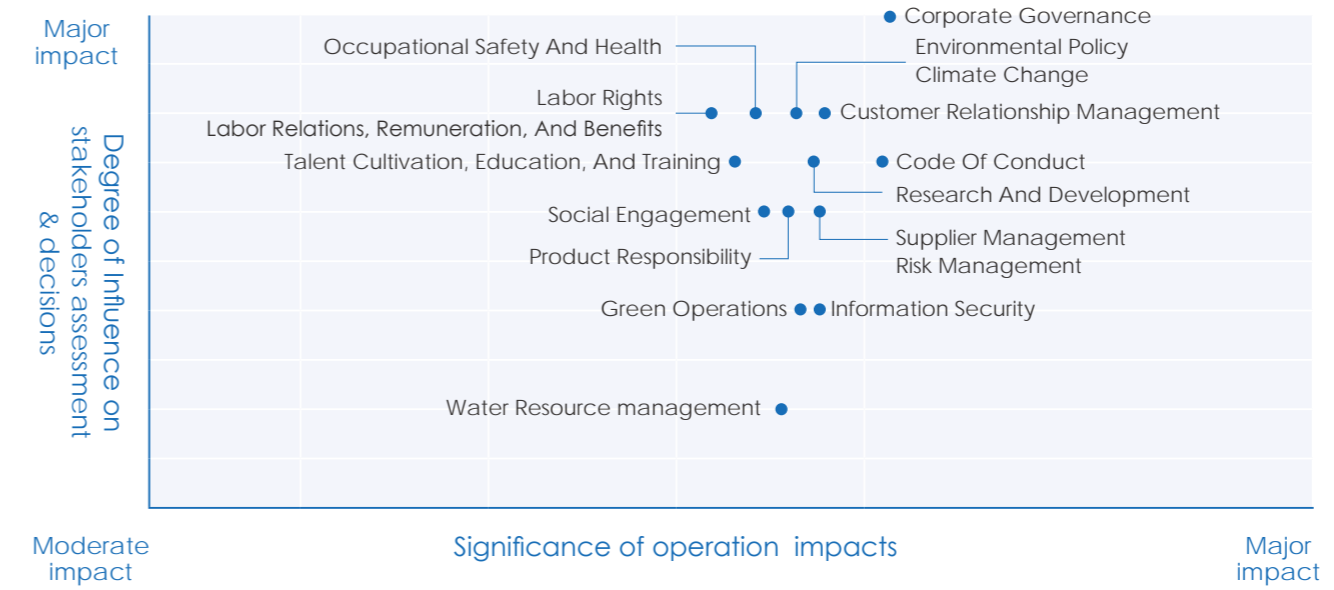 Major
impact
Corporate Governance
Occupational Safety And Health
Environmental Policy
Climate Change
Labor Rights
Labor Relations, Remuneration, And Benefits
Customer Relationship Management
Talent Cultivation, Education, And Training
Code Of Conduct
Research And Development
Social Engagement
Product Responsibility
Supplier Management
Risk Management
Green Operations
Information Security
Water Resource management
Degree of Influence on
stakeholders assessment
& decisions
Moderate
impact
Significance of operation impacts
Major
impact